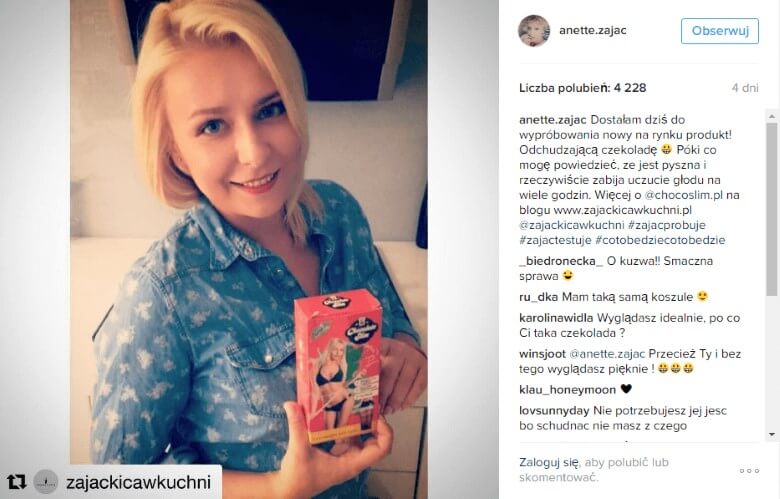 anette.zajac
Obserwuj
Liczba polubień: 4 228
4 dni
anette.zajac Dostałam dziś do
wypróbowania nowy na rynku produkt!
Odchudzającą czekoladę 😀 Póki co
mogę powiedzieć, ze jest pyszna i
rzeczywiście zabija uczucie głodu na
wiele godzin. Więcej o @chocoslim.pl na
blogu www.zajackicawkuchni.pl
@zajackicawkuchni #zajacprobuje
#zajactestuje #cotobedziecotobedzie
_biedronecka_ O kuzwa!! Smaczna
sprawa 😃
ru_dka Mam taką samą koszule 😉
karolinawidla Wyglądasz idealnie, po co
Ci taka czekolada ?
winsjoot @anette.zajac Przecież Ty i bez
tego wyglądasz pięknie ! 😀😀😀
klau_honeymoon 🖤
lovsunnyday Nie potrzebujesz jej jesc
bo schudnac nie masz z czego
Zaloguj się, aby polubić lub
skomentować.
Chocolate
Slim
zajackicawkuchni